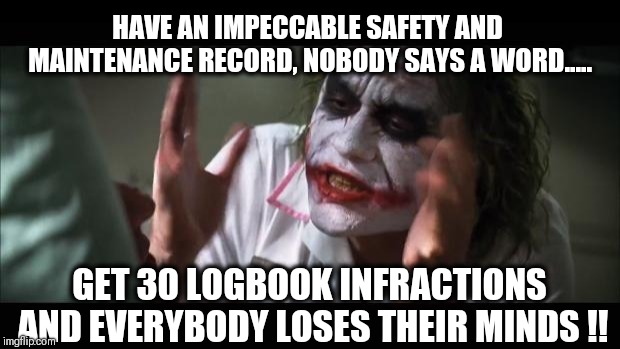 HAVE AN IMPECCABLE SAFETY AND
MAINTENANCE RECORD, NOBODY SAYS A WORD.....
GET 30 LOGBOOK INFRACTIONS
AND EVERYBODY LOSES THEIR MINDS !!
imgflip.com